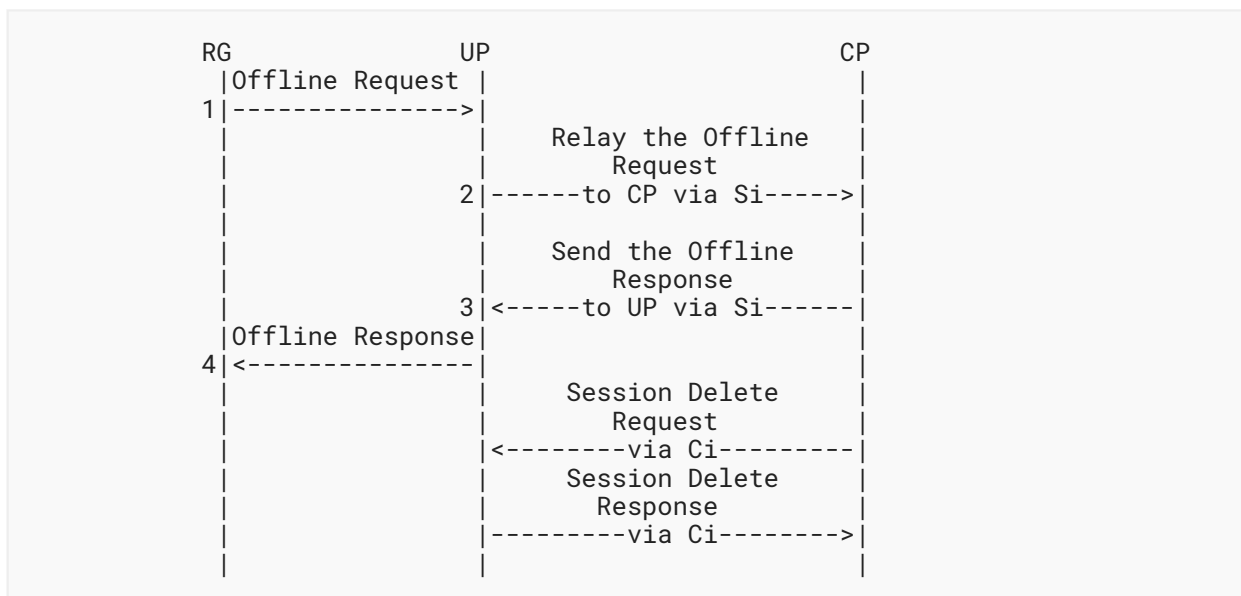 RG               UP                       CP
 |Offline Request |                        |
1|--------------->|                        |
 |                |    Relay the Offline   |
 |                |        Request         |
 |               2|------to CP via Si----->|
 |                |                        |
 |                |    Send the Offline    |
 |                |        Response        |
 |               3|<-----to UP via Si------|
 |Offline Response|                        |
4|<---------------|                        |
 |                |     Session Delete     |
 |                |        Request         |
 |                |<--------via Ci---------|
 |                |     Session Delete     |
 |                |       Response         |
 |                |---------via Ci-------->|
 |                |                        |